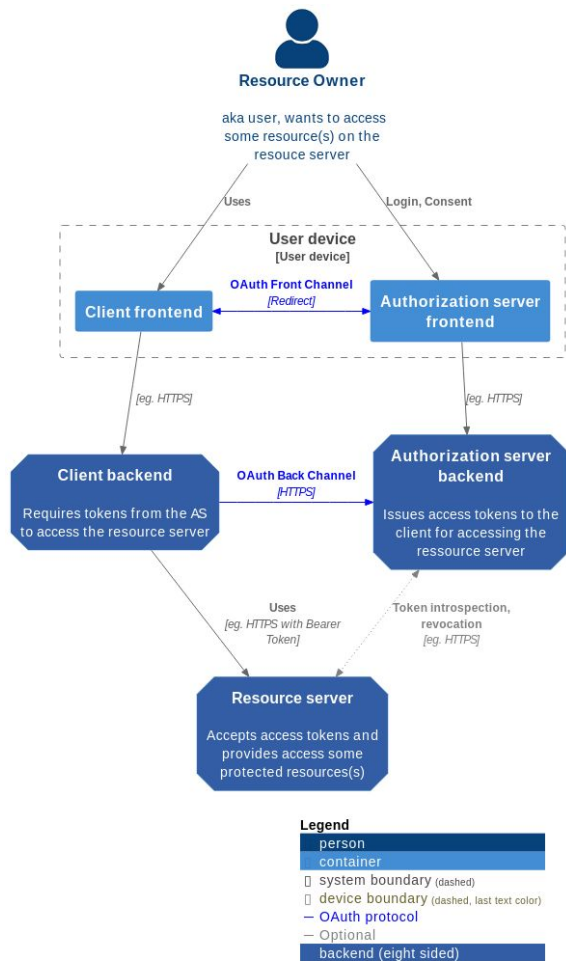 Resource Owner
aka user, wants to access
some resource(s) on the
resouce server
Uses
Login, Consent
User device
[User device]
OAuth Front Channel
[Redirect]
Client frontend
Authorization server
frontend
[eg. HTTPS]
[eg. HTTPS]
Client backend
Requires tokens from the AS
to access the resource server
OAuth Back Channel
[HTTPS]
Authorization server
backend
Issues access tokens to the
client for accessing the
ressource server
Uses
[eg. HTTPS with Bearer
Token]
Token introspection,
revocation
[eg. HTTPS]
Resource server
Accepts access tokens and
provides access some
protected resources(s)
Legend
person
container
system boundary (dashed)
device boundary (dashed, last text color)
OAuth protocol
Optional
backend (eight sided)